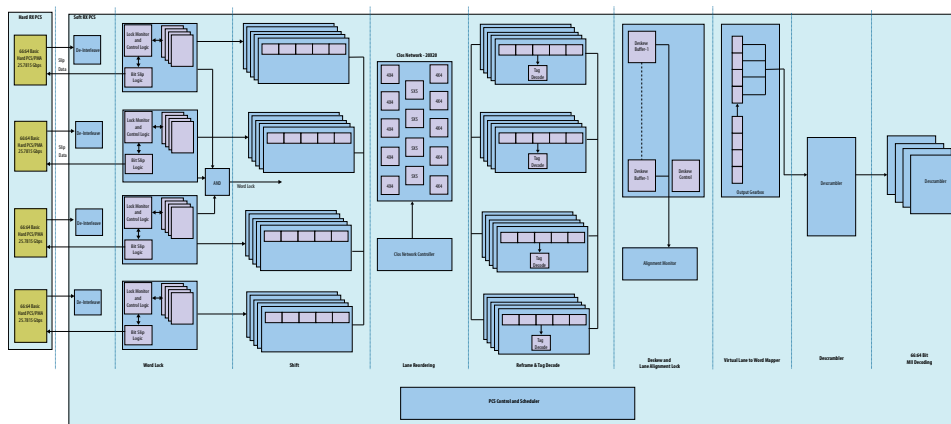 Hard RX PCS
Soft RX PCS
66:64 Basic
Hard PCS/PMA
25.7815 Gbps
Slip
Data
De-Interleave
Lock Monitor
and
Control Logic
Bit Slip
Logic
66:64 Basic
Hard PCS/PMA
25.7815 Gbps
Slip
Data
De-Interleave
Lock Monitor
and
Control Logic
Bit Slip
Logic
AND
Word Lock
66:64 Basic
Hard PCS/PMA
25.7815 Gbps
De-Interleave
Lock Monitor
and
Control Logic
Bit Slip
Logic
66:64 Basic
Hard PCS/PMA
25.7815 Gbps
De-Interleave
Lock Monitor
and
Control Logic
Bit Slip
Logic
Word Lock
Shift
Clos Network - 20X20
4X4
4X4
4X4
4X4
4X4
5X5
5X5
5X5
5X5
4X4
4X4
4X4
4X4
4X4
Clos Network Controller
Lane Reordering
Tag
Decode
Tag
Decode
Tag
Decode
Tag
Decode
Reframe & Tag Decode
Deskew
Buffer-1
Deskew
Buffer-1
Deskew
Control
Alignment Monitor
Deskew and
Lane Alignment Lock
Output Gearbox
Virtual Lane to Word Mapper
Descrambler
Descrambler
Descrambler
66:64 Bit
MII Decoding
PCS Control and Scheduler